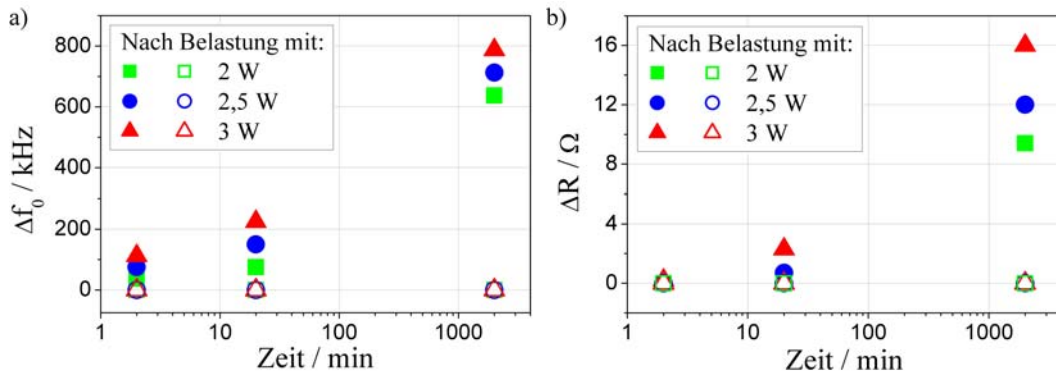 a)
Δf₀ / kHz
800
600
400
200
0
Nach Belastung mit:
2 W
2,5 W
3 W
1 10 100 1000
Zeit / min
b)
ΔR / Ω
16
12
8
4
0
Nach Belastung mit:
2 W
2,5 W
3 W
1 10 100 1000
Zeit / min